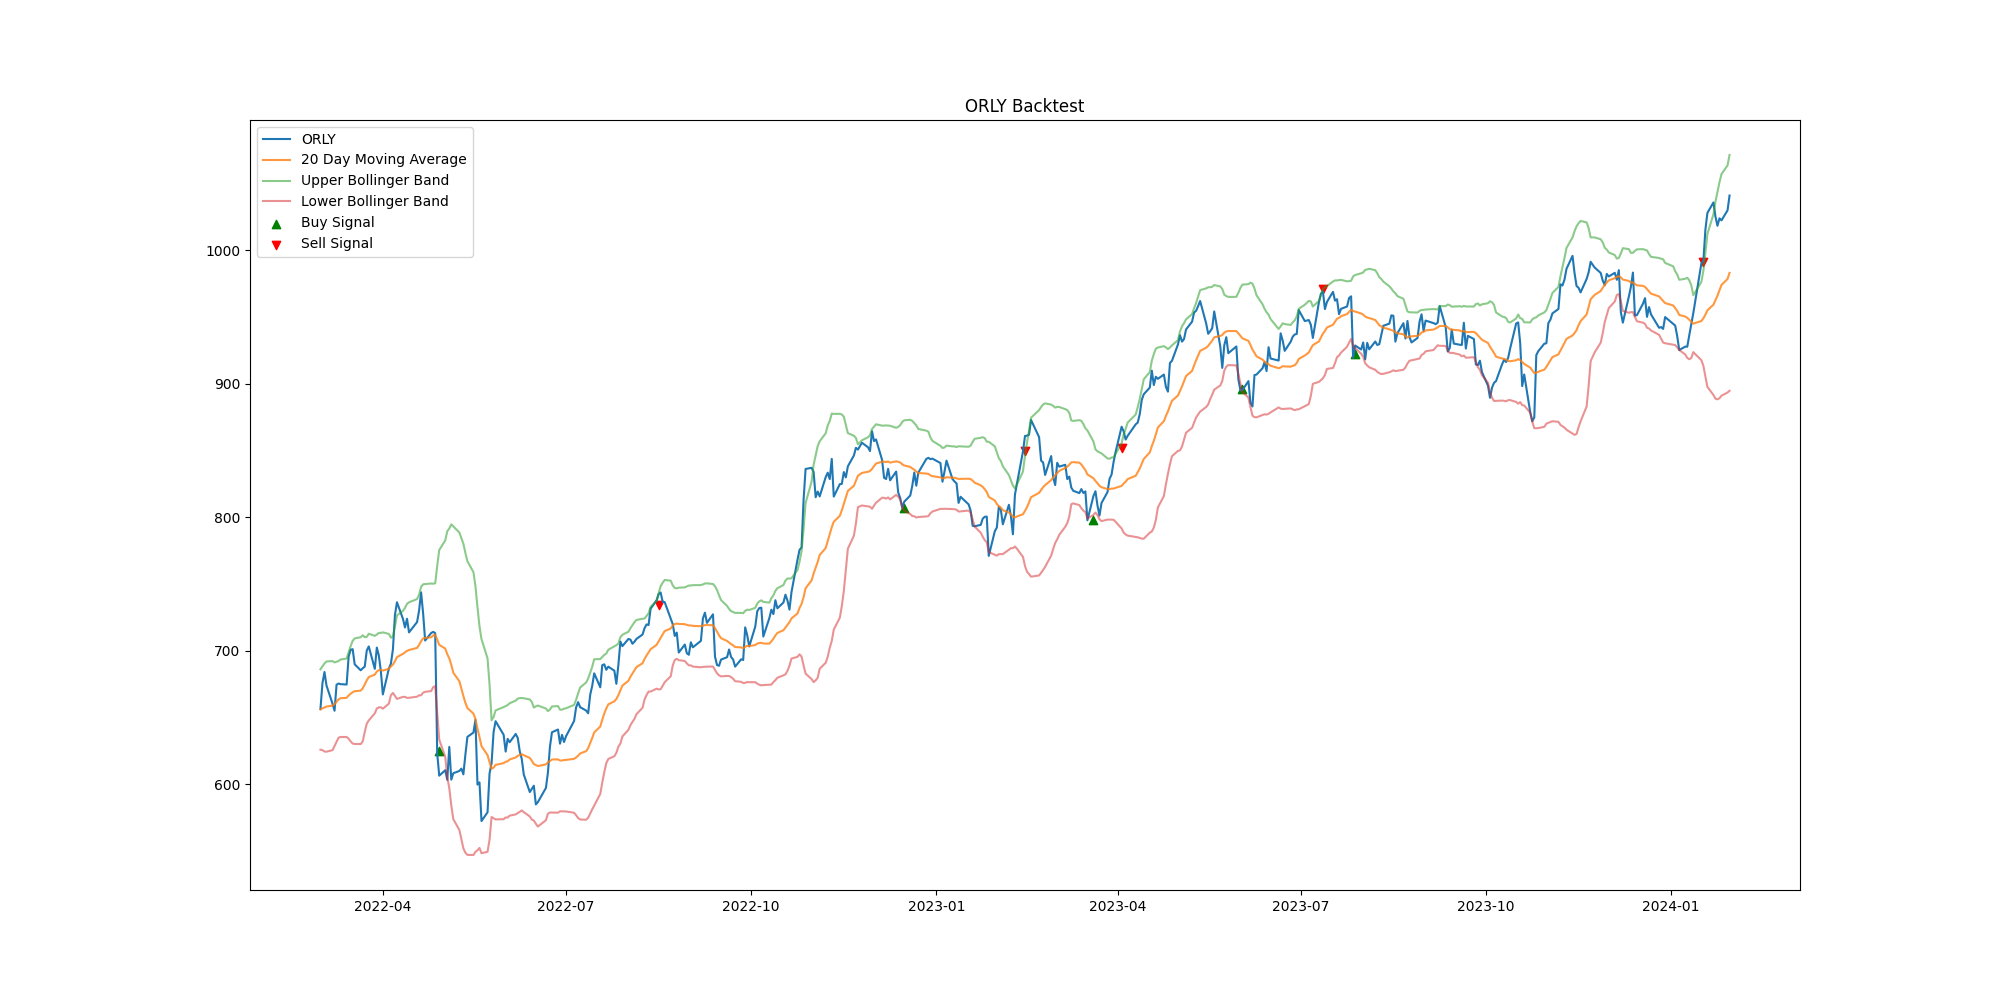 ORLY Backtest
ORLY
20 Day Moving Average
Upper Bollinger Band
Lower Bollinger Band
Buy Signal
Sell Signal
1000
900
800
700
600
2022-04 2022-07 2022-10 2023-01 2023-04 2023-07 2023-10 2024-01